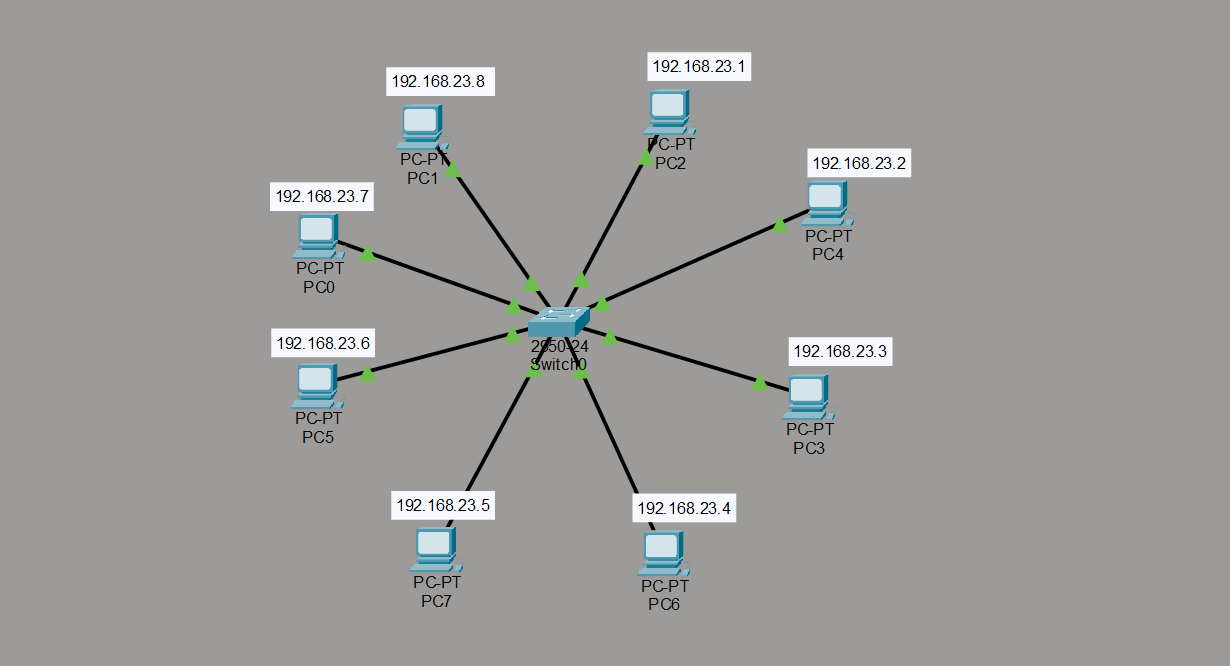 192.168.23.8
PC-PT
PC1
192.168.23.1
PC-PT
PC2
192.168.23.2
PC-PT
PC4
192.168.23.7
PC-PT
PC0
2950-24
Switch0
192.168.23.6
PC-PT
PC5
192.168.23.3
PC-PT
PC3
192.168.23.5
PC-PT
PC7
192.168.23.4
PC-PT
PC6